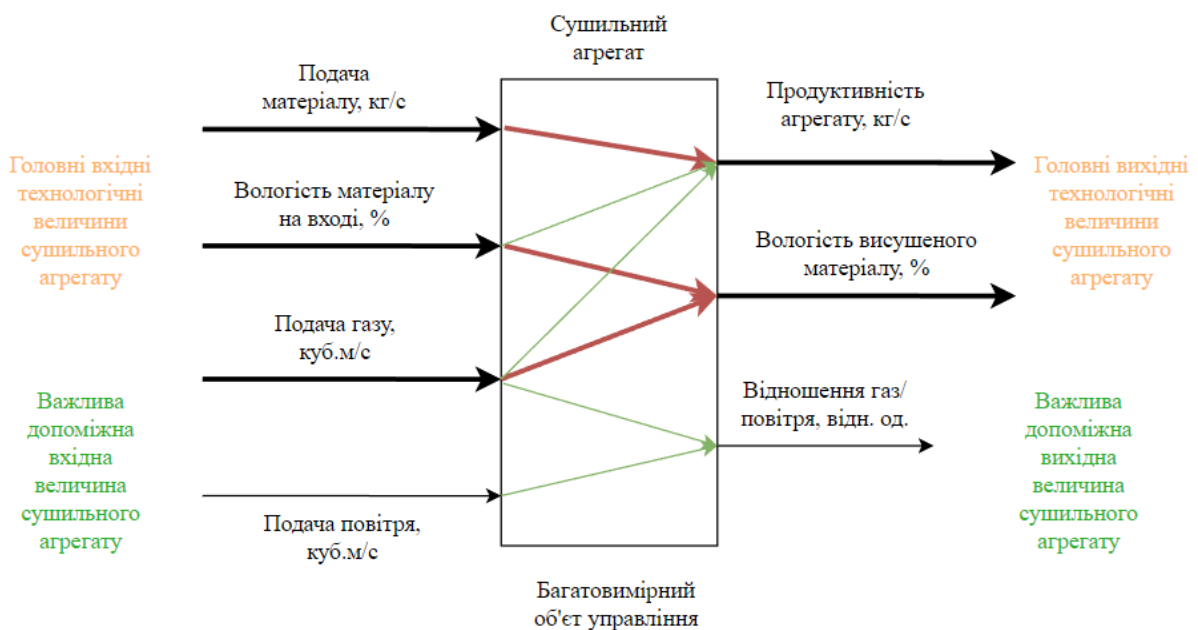 Сушильний
агрегат
Подача
матеріалу, кг/с
Продуктивність
агрегату, кг/с
Головні вхідні
технологічні
величини
сушильного
агрегату
Вологість матеріалу
на вході, %
Головні вихідні
технологічні
величини
сушильного
агрегату
Вологість висушеного
матеріалу, %
Подача газу,
куб.м/с
Відношення газ/
повітря, відн. од.
Важлива
допоміжна
вхідна
величина
сушильного
агрегату
Важлива
допоміжна
вихідна
величина
сушильного
агрегату
Подача повітря,
куб.м/с
Багатовимірний
об'єт управління